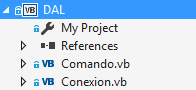 VB DAL
My Project
References
VB Comando.vb
VB Conexion.vb